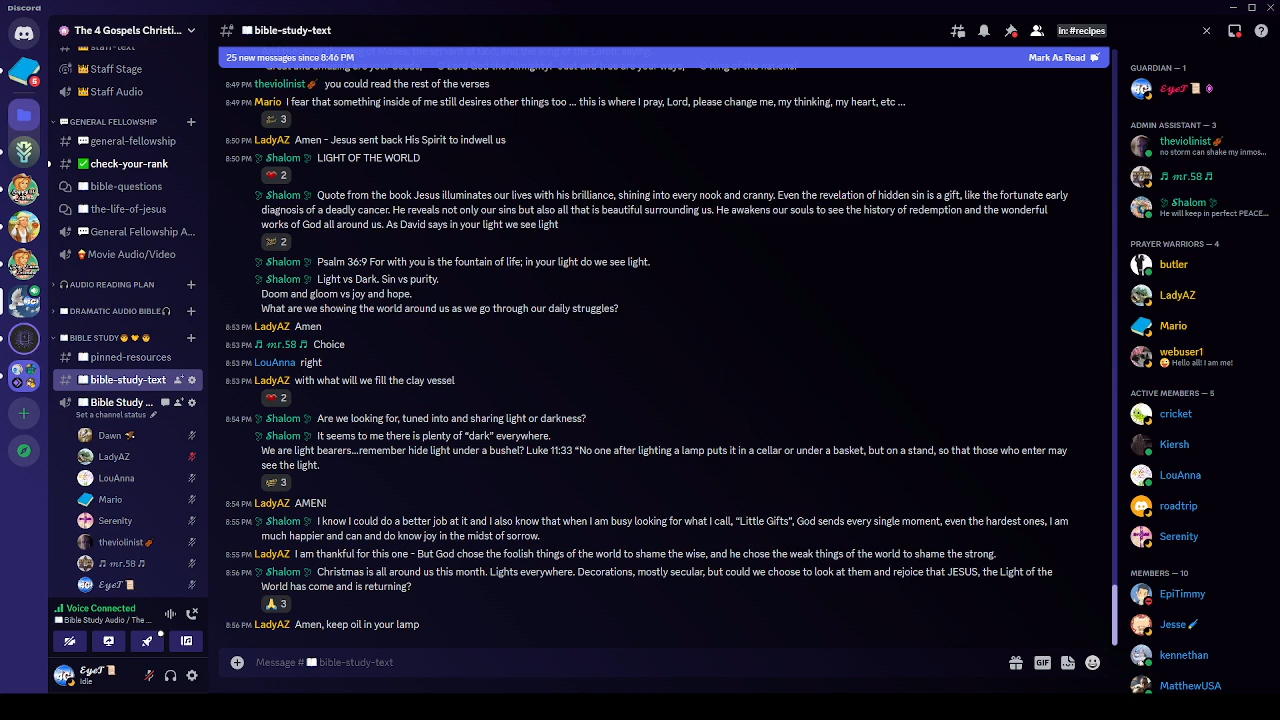 Discord
The 4 Gospels Christi...
staff-text
Staff Stage
Staff Audio
GENERAL FELLOWSHIP
general-fellowship
check-your-rank
bible-questions
the-life-of-jesus
General Fellowship A...
Movie Audio/Video
AUDIO READING PLAN
DRAMATIC AUDIO BIBLE
BIBLE STUDY
pinned-resources
bible-study-text
Bible Study ...
Set a channel status
Dawn
LadyAZ
LouAnna
Mario
Serenity
theviolinist
♬ 𝓂𝓇.58 ♬
EyeT
Voice Connected
Bible Study Audio / The ...
EyeT
Idle
5
bible-study-text
In: #recipes
25 new messages since 8:46 PM
Mark As Read
8:49 PM theviolinist you could read the rest of the verses
8:49 PM Mario I fear that something inside of me still desires other things too ... this is where I pray, Lord, please change me, my thinking, my heart, etc ...
3
8:50 PM LadyAZ Amen - Jesus sent back His Spirit to indwell us
8:50 PM Shalom LIGHT OF THE WORLD
2
Shalom Quote from the book Jesus illuminates our lives with his brilliance, shining into every nook and cranny. Even the revelation of hidden sin is a gift, like the fortunate early
diagnosis of a deadly cancer. He reveals not only our sins but also all that is beautiful surrounding us. He awakens our souls to see the history of redemption and the wonderful
works of God all around us. As David says in your light we see light
2
Shalom Psalm 36:9 For with you is the fountain of life; in your light do we see light.
Shalom Light vs Dark. Sin vs purity.
Doom and gloom vs joy and hope.
What are we showing the world around us as we go through our daily struggles?
8:53 PM LadyAZ Amen
8:53 PM ♬ 𝓂𝓇.58 ♬ Choice
8:53 PM LouAnna right
8:53 PM LadyAZ with what will we fill the clay vessel
2
8:54 PM Shalom Are we looking for, tuned into and sharing light or darkness?
Shalom It seems to me there is plenty of “dark” everywhere.
We are light bearers...remember hide light under a bushel? Luke 11:33 “No one after lighting a lamp puts it in a cellar or under a basket, but on a stand, so that those who enter may
see the light.
3
8:54 PM LadyAZ AMEN!
8:55 PM Shalom I know I could do a better job at it and I also know that when I am busy looking for what I call, “Little Gifts”, God sends every single moment, even the hardest ones, I am
much happier and can and do know joy in the midst of sorrow.
8:55 PM LadyAZ I am thankful for this one - But God chose the foolish things of the world to shame the wise, and he chose the weak things of the world to shame the strong.
8:56 PM Shalom Christmas is all around us this month. Lights everywhere. Decorations, mostly secular, but could we choose to look at them and rejoice that JESUS, the Light of the
World has come and is returning?
3
8:56 PM LadyAZ Amen, keep oil in your lamp
Message # bible-study-text
GIF
GUARDIAN — 1
EyeT
ADMIN ASSISTANT — 3
theviolinist
no storm can shake my inmos...
♬ 𝓂𝓇.58 ♬
Shalom
He will keep in perfect PEACE...
PRAYER WARRIORS — 4
butler
LadyAZ
Mario
webuser1
Hello all! I am me!
ACTIVE MEMBERS — 5
cricket
Kiersh
LouAnna
roadtrip
Serenity
MEMBERS — 10
EpiTimmy
Jesse
kennethan
MatthewUSA